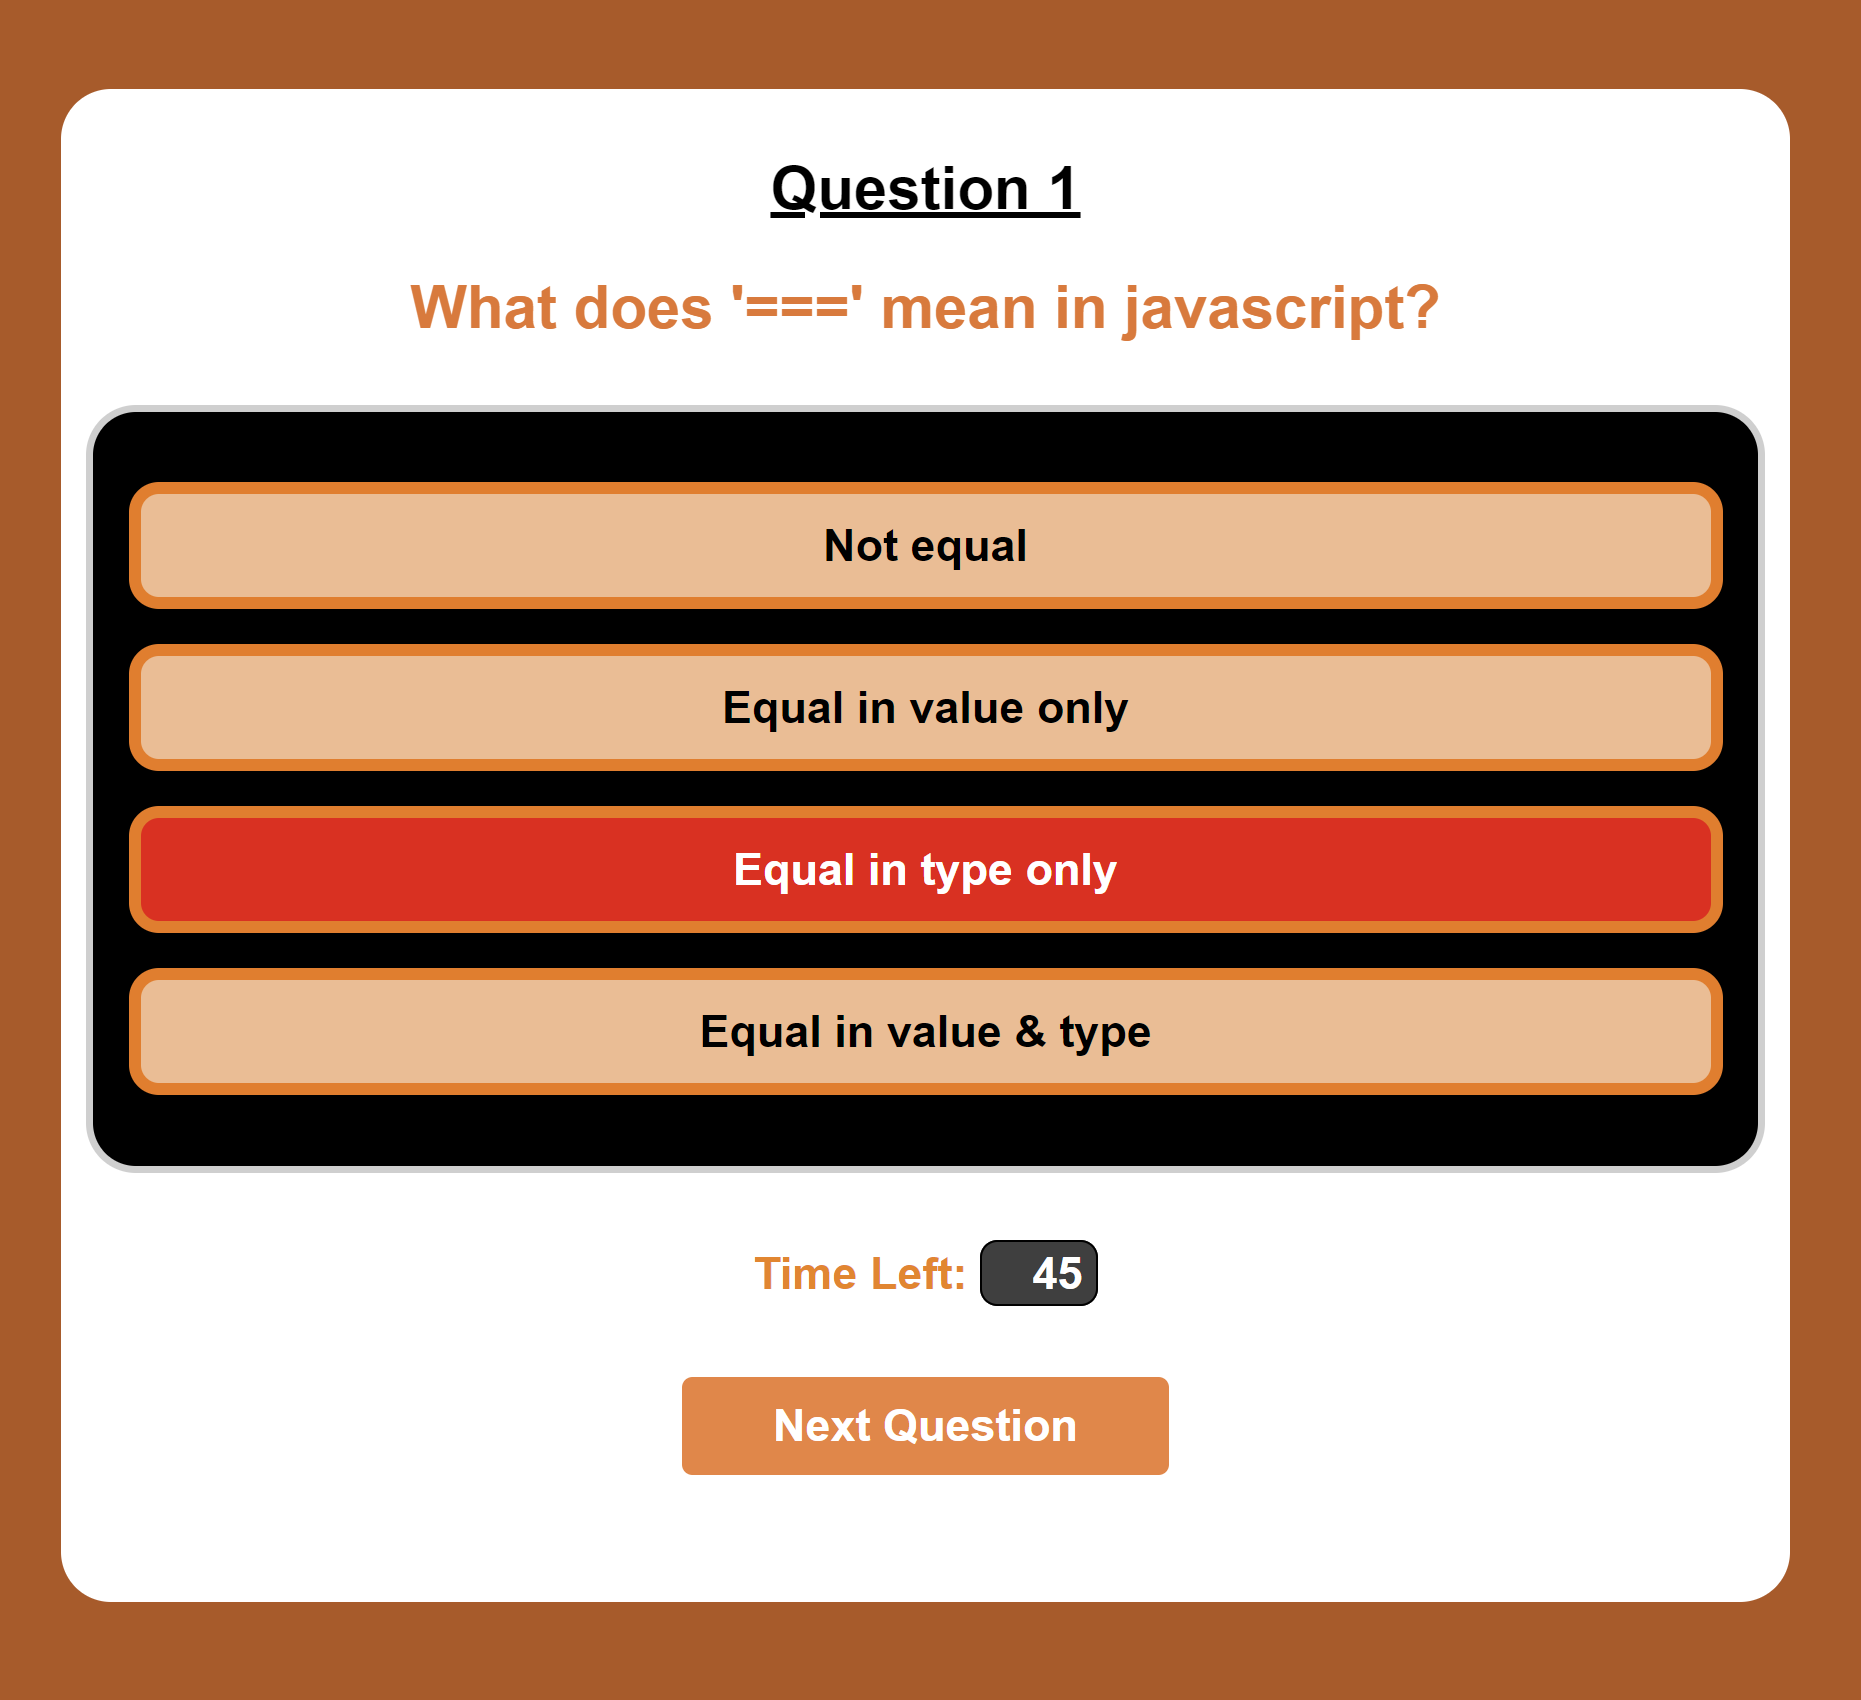 Question 1
What does '===' mean in javascript?
Not equal
Equal in value only
Equal in type only
Equal in value & type
Time Left: 45
Next Question